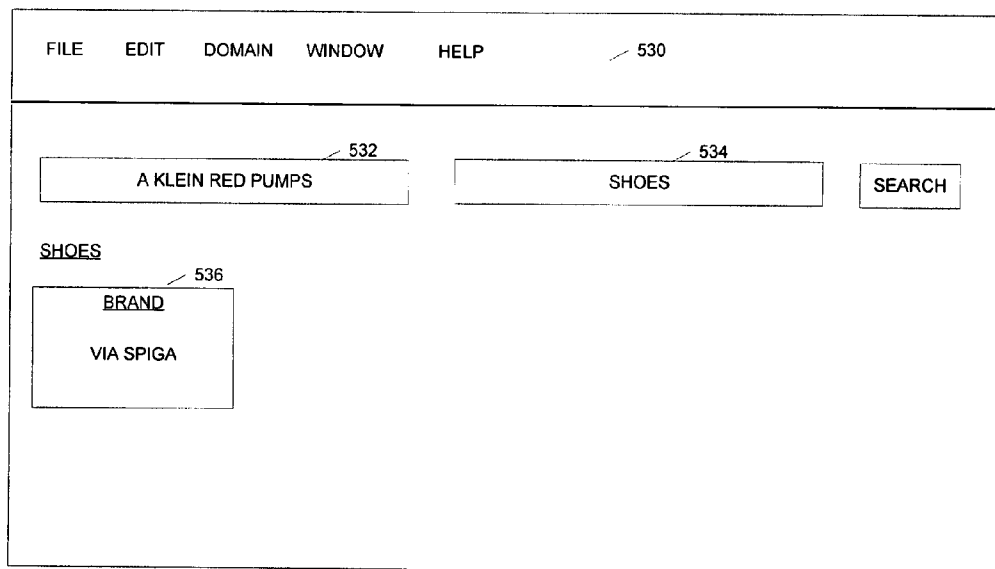 FILE EDIT DOMAIN WINDOW HELP 530
532 534
A KLEIN RED PUMPS SHOES SEARCH
SHOES
536
BRAND
VIA SPIGA